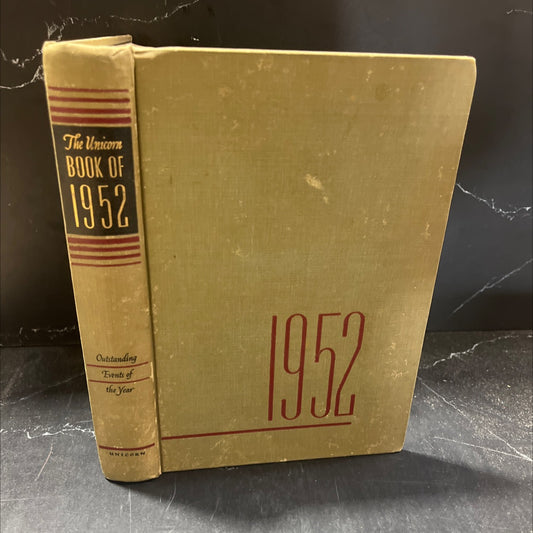 The Unicorn
BOOK OF
1952
Outstanding
Events of
the Year
UNICORN
1952